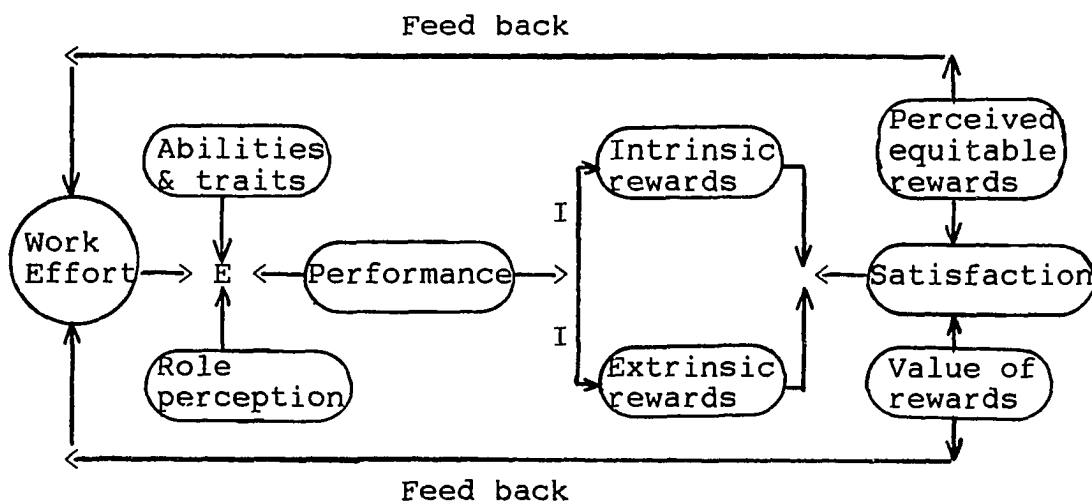 Feed back
Abilities
& traits
Intrinsic
rewards
Perceived
equitable
rewards
I
Work
Effort
E
Performance
Satisfaction
I
Role
perception
Extrinsic
rewards
Value of
rewards
Feed back